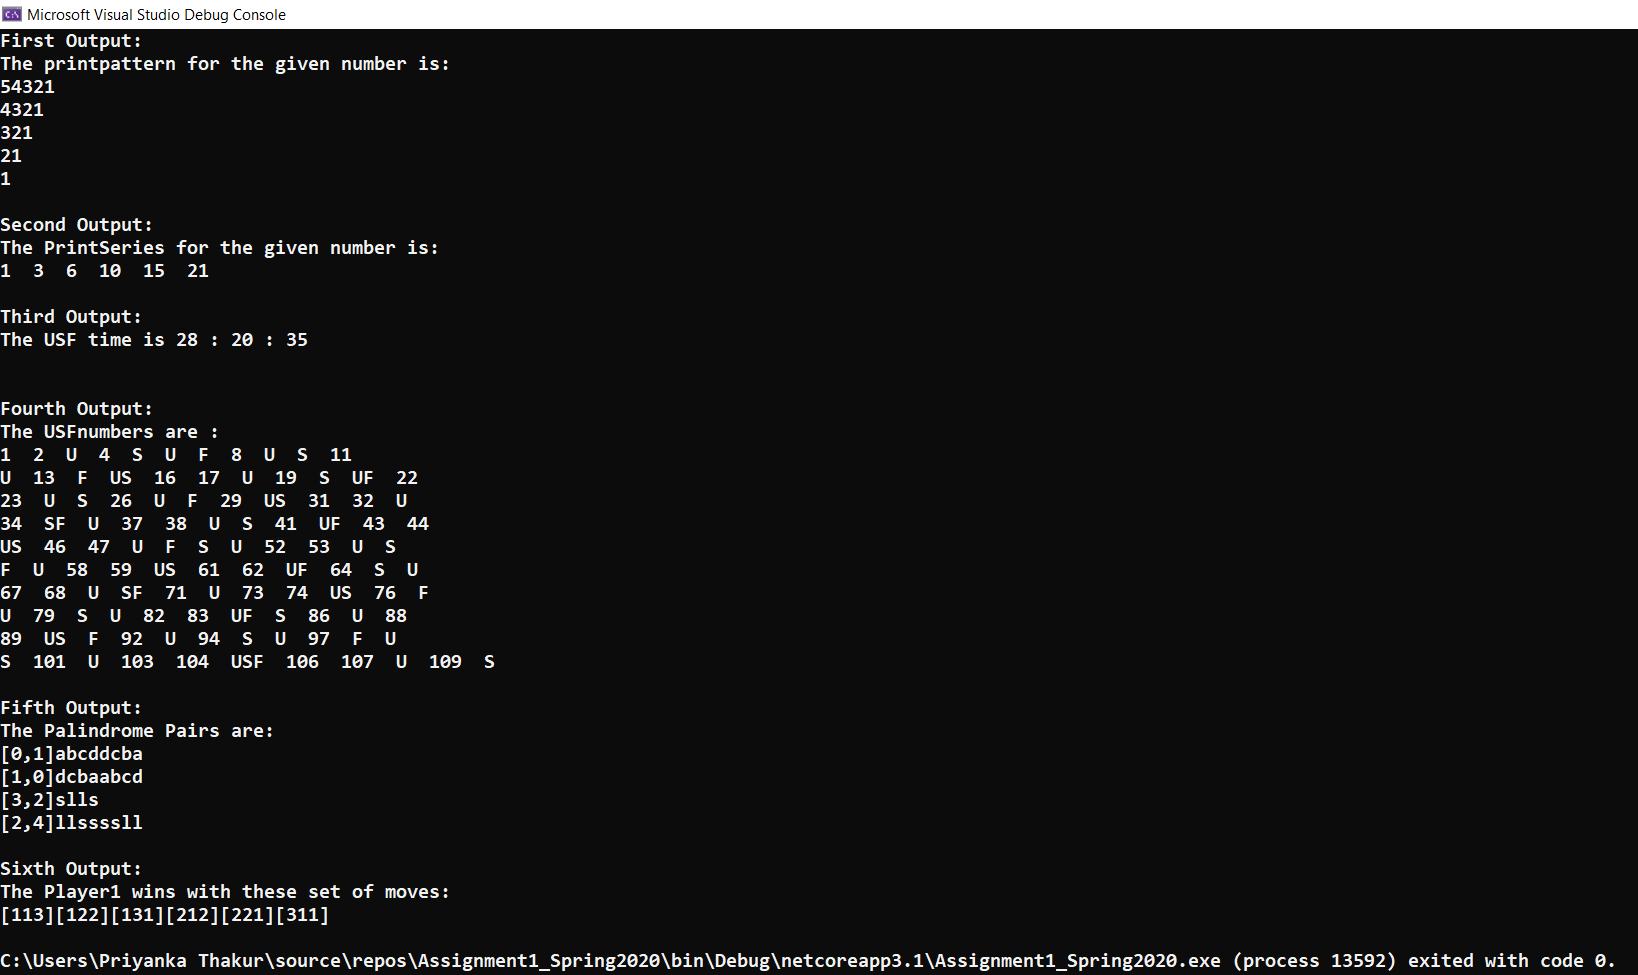 Microsoft Visual Studio Debug Console
First Output:
The printpattern for the given number is:
54321
4321
321
21
1
Second Output:
The PrintSeries for the given number is:
1  3  6  10  15  21
Third Output:
The USF time is 28 : 20 : 35
Fourth Output:
The USFnumbers are :
1  2  U  4  S  U  F  8  U  S  11
U  13  F  US  16  17  U  19  S  UF  22
23  U  S  26  U  F  29  US  31  32  U
34  SF  U  37  38  U  S  41  UF  43  44
US  46  47  U  F  S  U  52  53  U  S
F  U  58  59  US  61  62  UF  64  S  U
67  68  U  SF  71  U  73  74  US  76  F
U  79  S  U  82  83  UF  S  86  U  88
89  US  F  92  U  94  S  U  97  F  U
S  101  U  103  104  USF  106  107  U  109  S
Fifth Output:
The Palindrome Pairs are:
[0,1]abcddcba
[1,0]dcbaabcd
[3,2]slls
[2,4]llssssll
Sixth Output:
The Player1 wins with these set of moves:
[113][122][131][212][221][311]
C:\Users\Priyanka Thakur\source\repos\Assignment1_Spring2020\bin\Debug\netcoreapp3.1\Assignment1_Spring2020.exe (process 13592) exited with code 0.